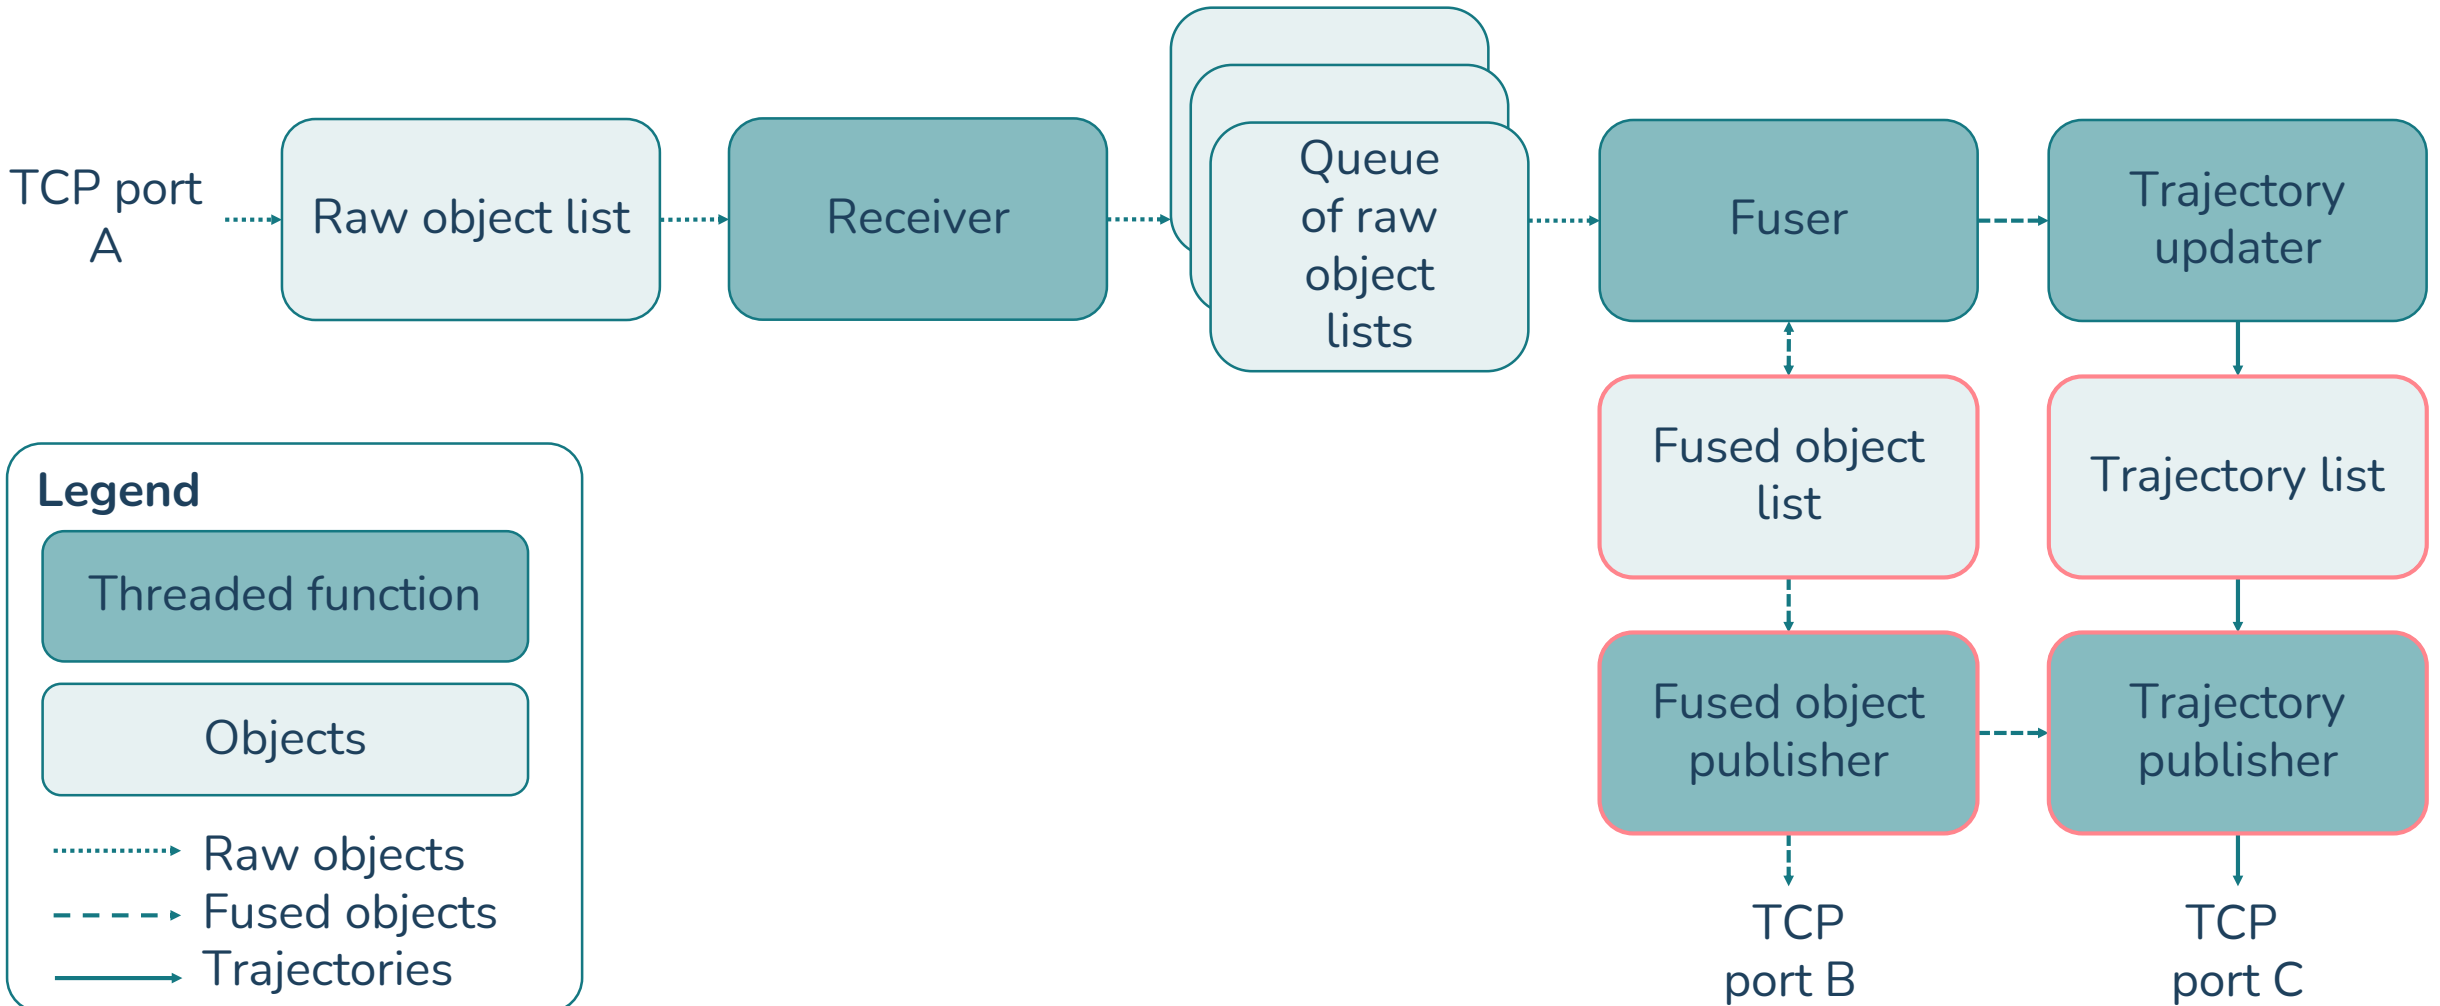 TCP port
A
Raw object list
Receiver
Queue
of raw
object
lists
Fuser
Trajectory
updater
Fused object
list
Trajectory list
Fused object
publisher
Trajectory
publisher
TCP
port B
TCP
port C
Legend
Threaded function
Objects
Raw objects
Fused objects
Trajectories